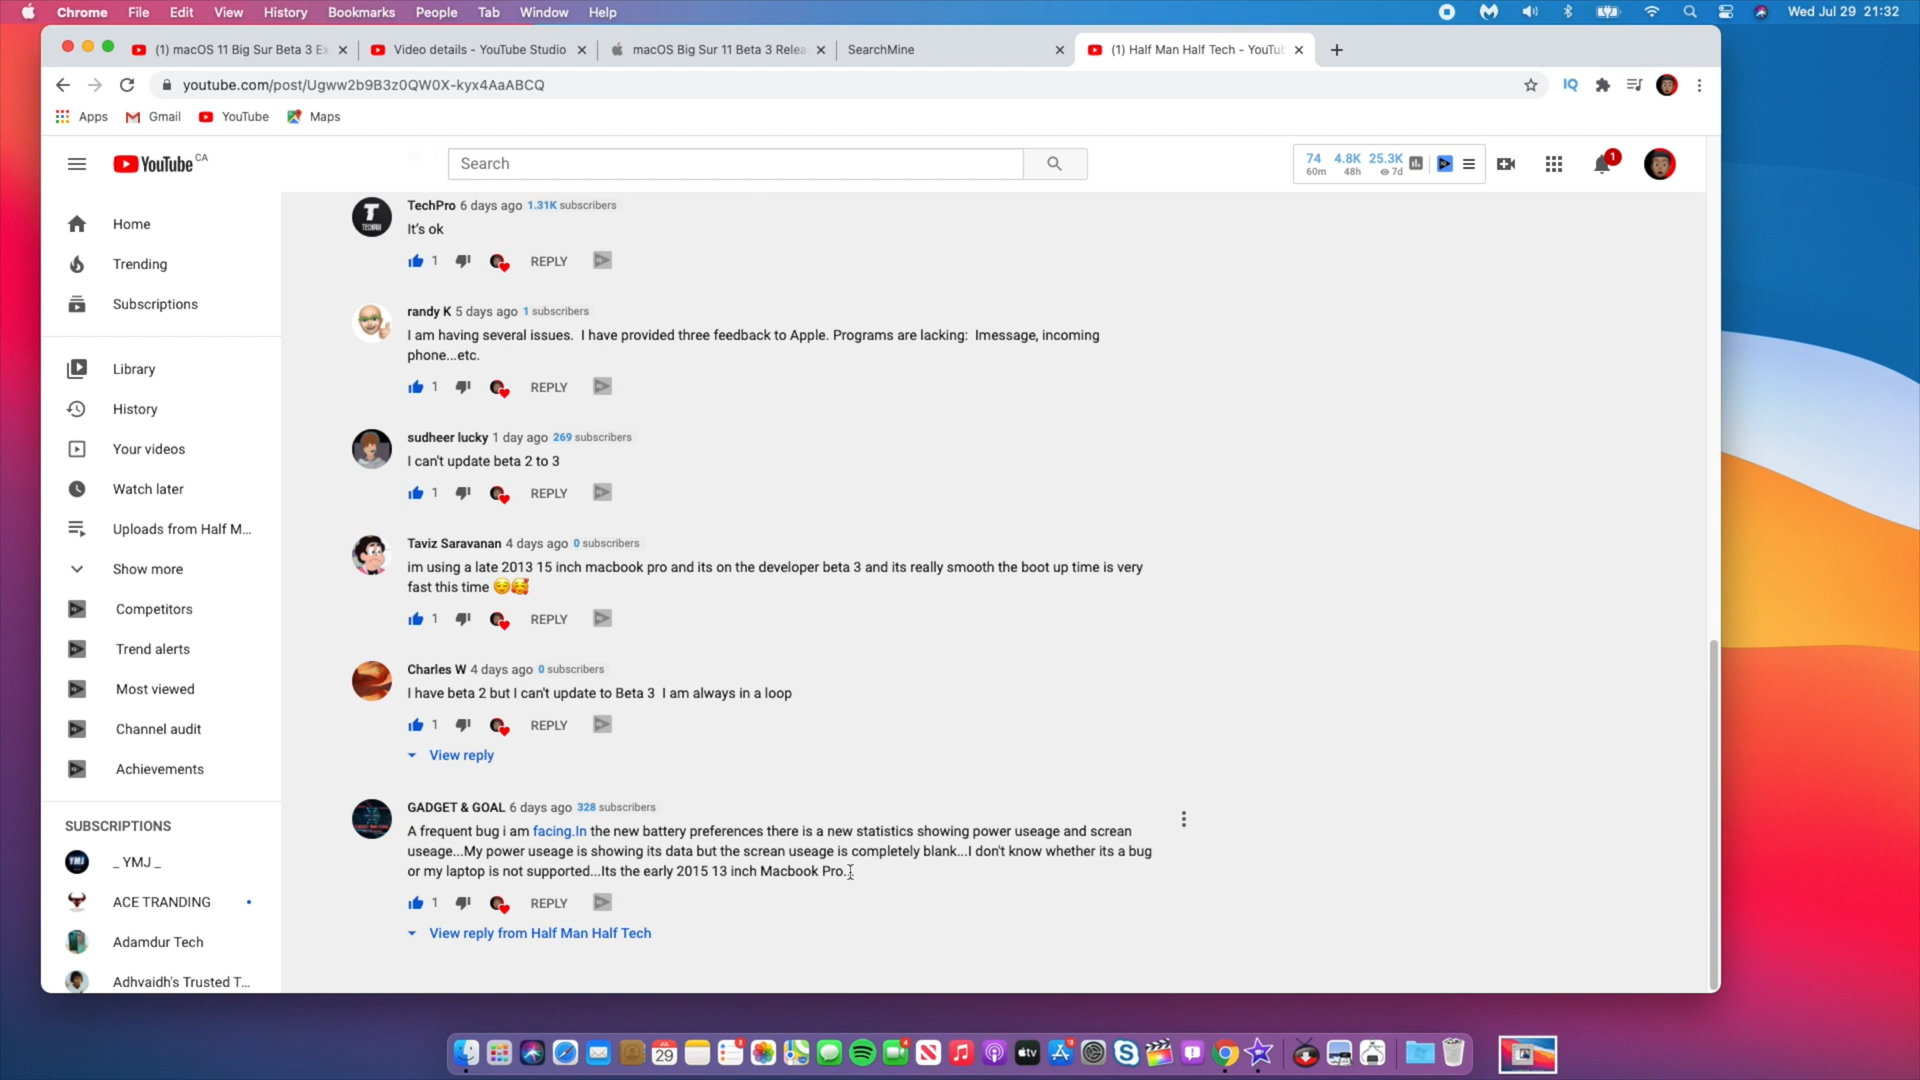 Chrome File Edit View History Bookmarks People Tab Window Help Wed Jul 29 21:32
(1) macOS 11 Big Sur Beta 3 Ex Video details - YouTube Studio macOS Big Sur 11 Beta 3 Relea SearchMine (1) Half Man Half Tech - YouTub
youtube.com/post/Ugww2b9B3z0QW0X-kyx4AaABCQ IQ
Apps Gmail YouTube Maps
YouTube CA
Search
74 4.8K 25.3K
60m 48h 7d
1
Home
Trending
Subscriptions
Library
History
Your videos
Watch later
Uploads from Half M...
Show more
Competitors
Trend alerts
Most viewed
Channel audit
Achievements
SUBSCRIPTIONS
_ YMJ _
ACE TRANDING
Adamdur Tech
Adhvaidh's Trusted T...
TechPro 6 days ago 1.31K subscribers
It's ok
1 REPLY
randy K 5 days ago 1 subscribers
I am having several issues. I have provided three feedback to Apple. Programs are lacking: Imessage, incoming
phone...etc.
1 REPLY
sudheer lucky 1 day ago 269 subscribers
I can't update beta 2 to 3
1 REPLY
Taviz Saravanan 4 days ago 0 subscribers
im using a late 2013 15 inch macbook pro and its on the developer beta 3 and its really smooth the boot up time is very
fast this time 😌🥰
1 REPLY
Charles W 4 days ago 0 subscribers
I have beta 2 but I can't update to Beta 3 I am always in a loop
1 REPLY
View reply
GADGET & GOAL 6 days ago 328 subscribers
A frequent bug i am facing.In the new battery preferences there is a new statistics showing power useage and screan
useage...My power useage is showing its data but the screan useage is completely blank...I don't know whether its a bug
or my laptop is not supported...Its the early 2015 13 inch Macbook Pro..
1 REPLY
View reply from Half Man Half Tech
29 tv